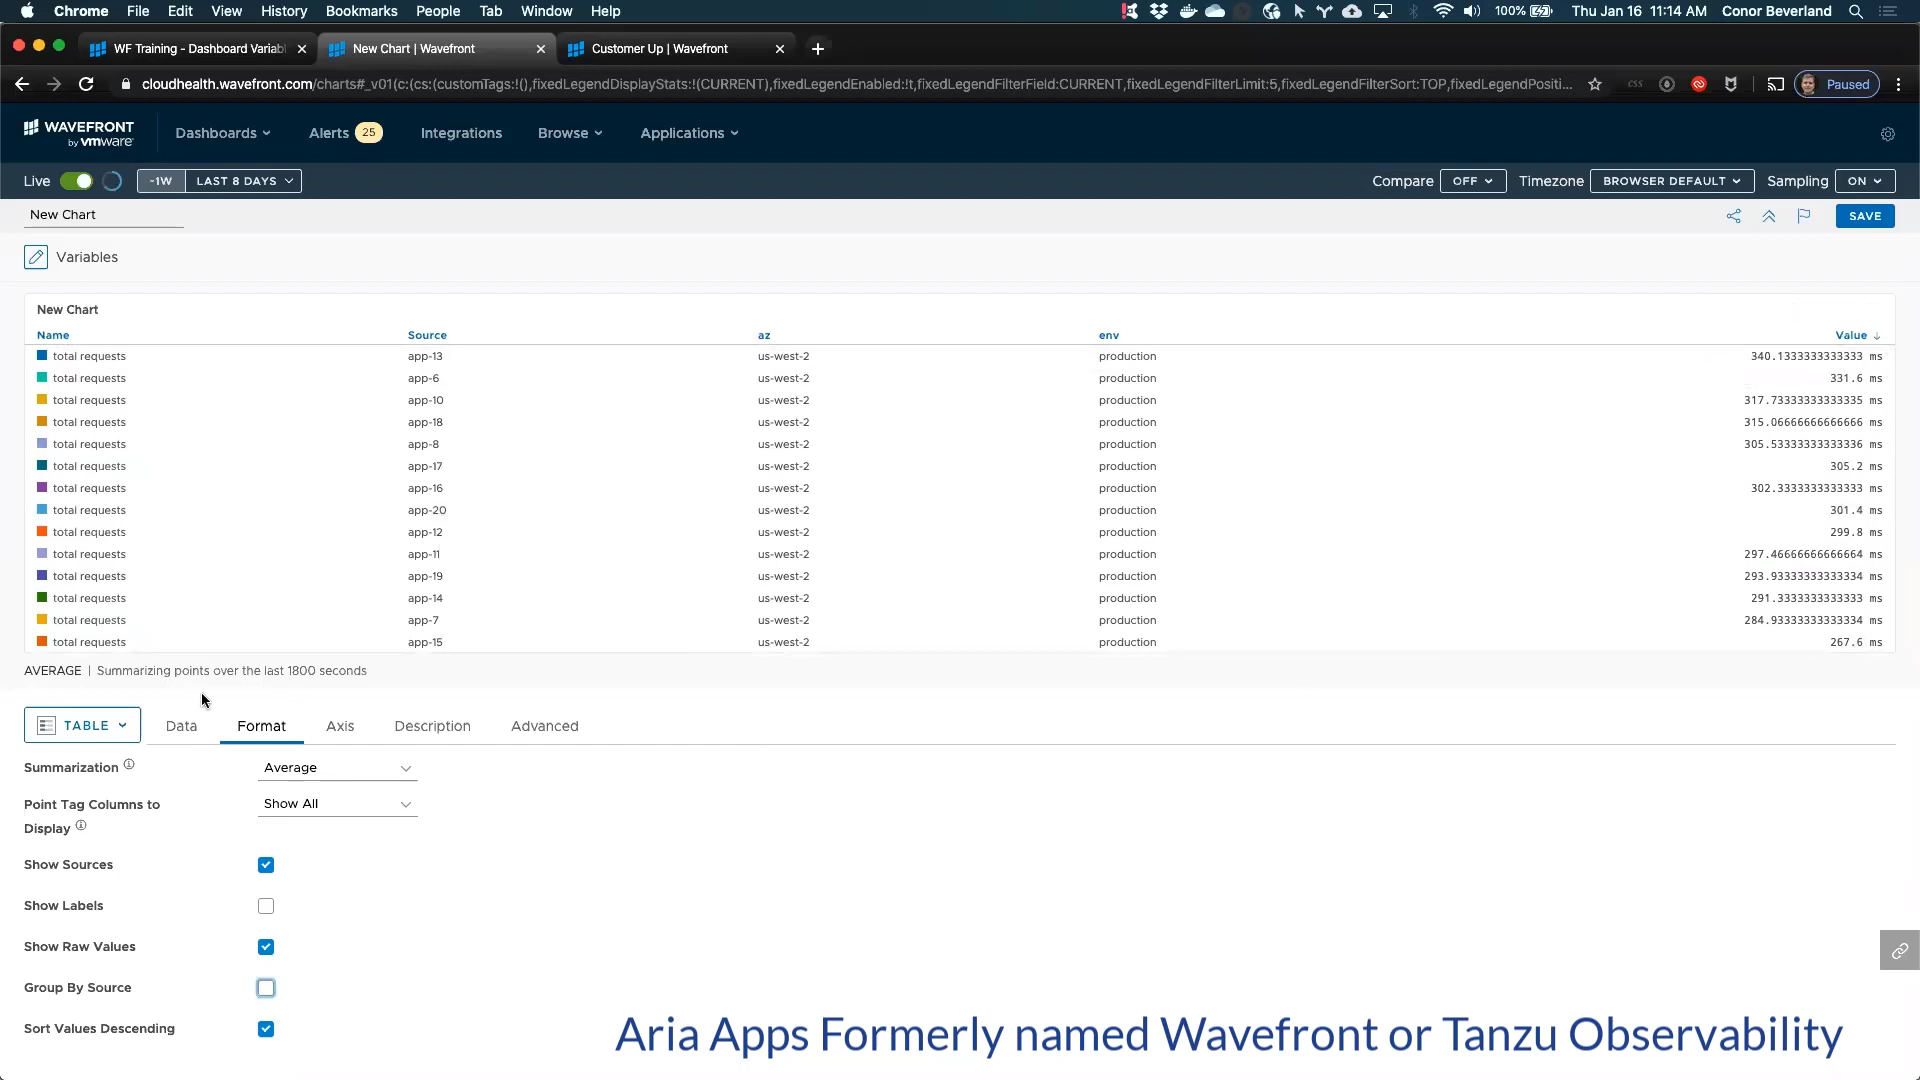 Chrome File Edit View History Bookmarks People Tab Window Help 100% Thu Jan 16 11:14 AM Conor Beverland
WF Training - Dashboard Variabl New Chart | Wavefront Customer Up | Wavefront
cloudhealth.wavefront.com/charts#_v01(c:(cs:(customTags:!(),fixedLegendDisplayStats:!(CURRENT),fixedLegendEnabled:!t,fixedLegendFilterField:CURRENT,fixedLegendFilterLimit:5,fixedLegendFilterSort:TOP,fixedLegendPositi... css Paused
WAVEFRONT
by vmware
Dashboards Alerts 25 Integrations Browse Applications
Live -1W LAST 8 DAYS Compare OFF Timezone BROWSER DEFAULT Sampling ON
New Chart SAVE
Variables
New Chart
Name Source az env Value ↓
total requests app-13 us-west-2 production 340.1333333333333 ms
total requests app-6 us-west-2 production 331.6 ms
total requests app-10 us-west-2 production 317.73333333333335 ms
total requests app-18 us-west-2 production 315.06666666666666 ms
total requests app-8 us-west-2 production 305.53333333333336 ms
total requests app-17 us-west-2 production 305.2 ms
total requests app-16 us-west-2 production 302.3333333333333 ms
total requests app-20 us-west-2 production 301.4 ms
total requests app-12 us-west-2 production 299.8 ms
total requests app-11 us-west-2 production 297.46666666666664 ms
total requests app-19 us-west-2 production 293.93333333333334 ms
total requests app-14 us-west-2 production 291.3333333333333 ms
total requests app-7 us-west-2 production 284.93333333333334 ms
total requests app-15 us-west-2 production 267.6 ms
AVERAGE | Summarizing points over the last 1800 seconds
TABLE Data Format Axis Description Advanced
Summarization Average
Point Tag Columns to Display Show All
Show Sources
Show Labels
Show Raw Values
Group By Source
Sort Values Descending
Aria Apps Formerly named Wavefront or Tanzu Observability